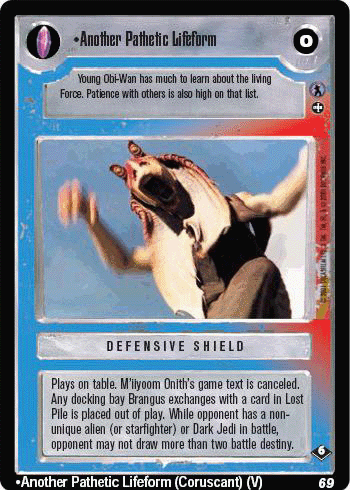 •Another Pathetic Lifeform
0
Young Obi-Wan has much to learn about the living
Force. Patience with others is also high on that list.
DEFENSIVE SHIELD
Plays on table. M'iiyoom Onith's game text is canceled.
Any docking bay Brangus exchanges with a card in Lost
Pile is placed out of play. While opponent has a non-
unique alien (or starfighter) or Dark Jedi in battle,
opponent may not draw more than two battle destiny.
6
•Another Pathetic Lifeform (Coruscant) (V)
69